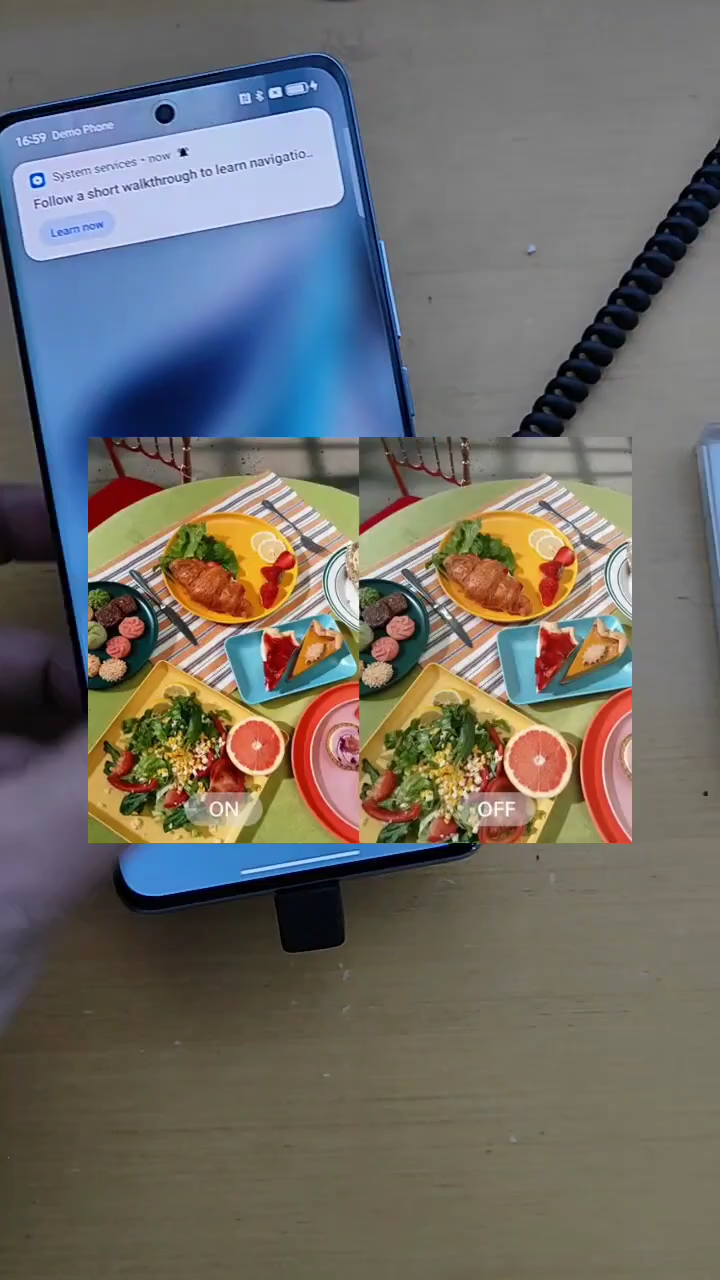 16:59 Demo Phone
System services • now
Follow a short walkthrough to learn navigatio..
Learn now
ON
OFF